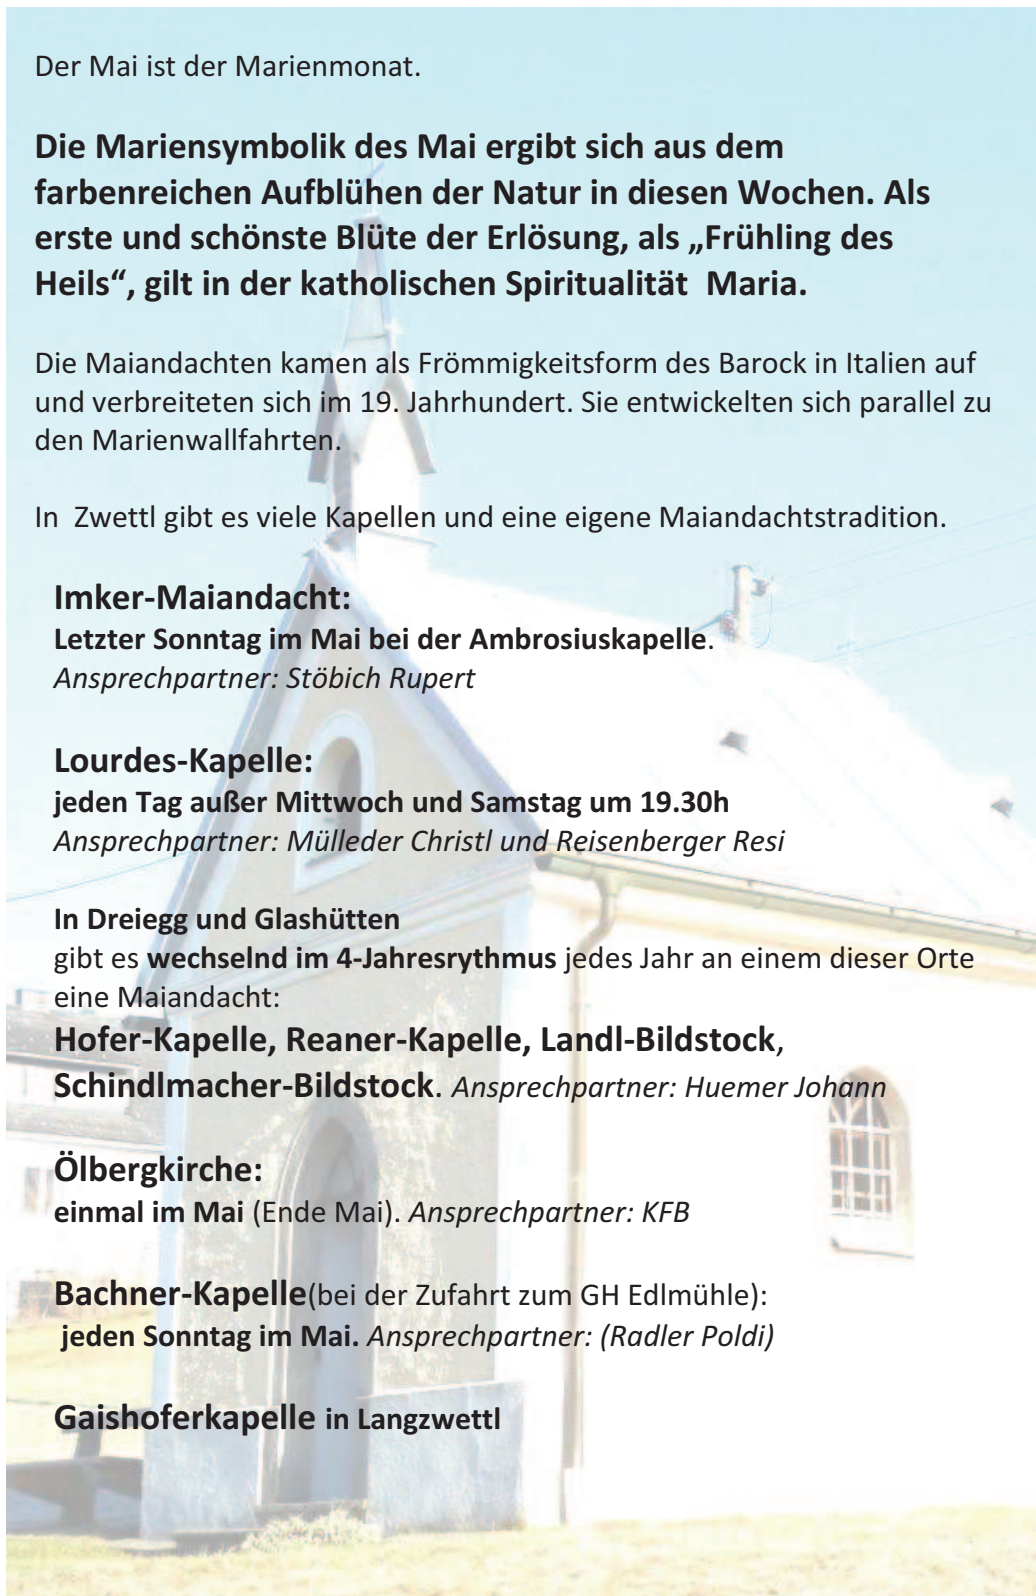 Der Mai ist der Marienmonat.
Die Mariensymbolik des Mai ergibt sich aus dem
farbenreichen Aufblühen der Natur in diesen Wochen. Als
erste und schönste Blüte der Erlösung, als „Frühling des
Heils“, gilt in der katholischen Spiritualität  Maria.
Die Maiandachten kamen als Frömmigkeitsform des Barock in Italien auf
und verbreiteten sich im 19. Jahrhundert. Sie entwickelten sich parallel zu
den Marienwallfahrten.
In  Zwettl gibt es viele Kapellen und eine eigene Maiandachtstradition.
Imker-Maiandacht:
Letzter Sonntag im Mai bei der Ambrosiuskapelle.
Ansprechpartner: Stöbich Rupert
Lourdes-Kapelle:
jeden Tag außer Mittwoch und Samstag um 19.30h
Ansprechpartner: Mülleder Christl und Reisenberger Resi
In Dreiegg und Glashütten
gibt es wechselnd im 4-Jahresrythmus jedes Jahr an einem dieser Orte
eine Maiandacht:
Hofer-Kapelle, Reaner-Kapelle, Landl-Bildstock,
Schindlmacher-Bildstock. Ansprechpartner: Huemer Johann
Ölbergkirche:
einmal im Mai (Ende Mai). Ansprechpartner: KFB
Bachner-Kapelle(bei der Zufahrt zum GH Edlmühle):
jeden Sonntag im Mai. Ansprechpartner: (Radler Poldi)
Gaishoferkapelle in Langzwettl